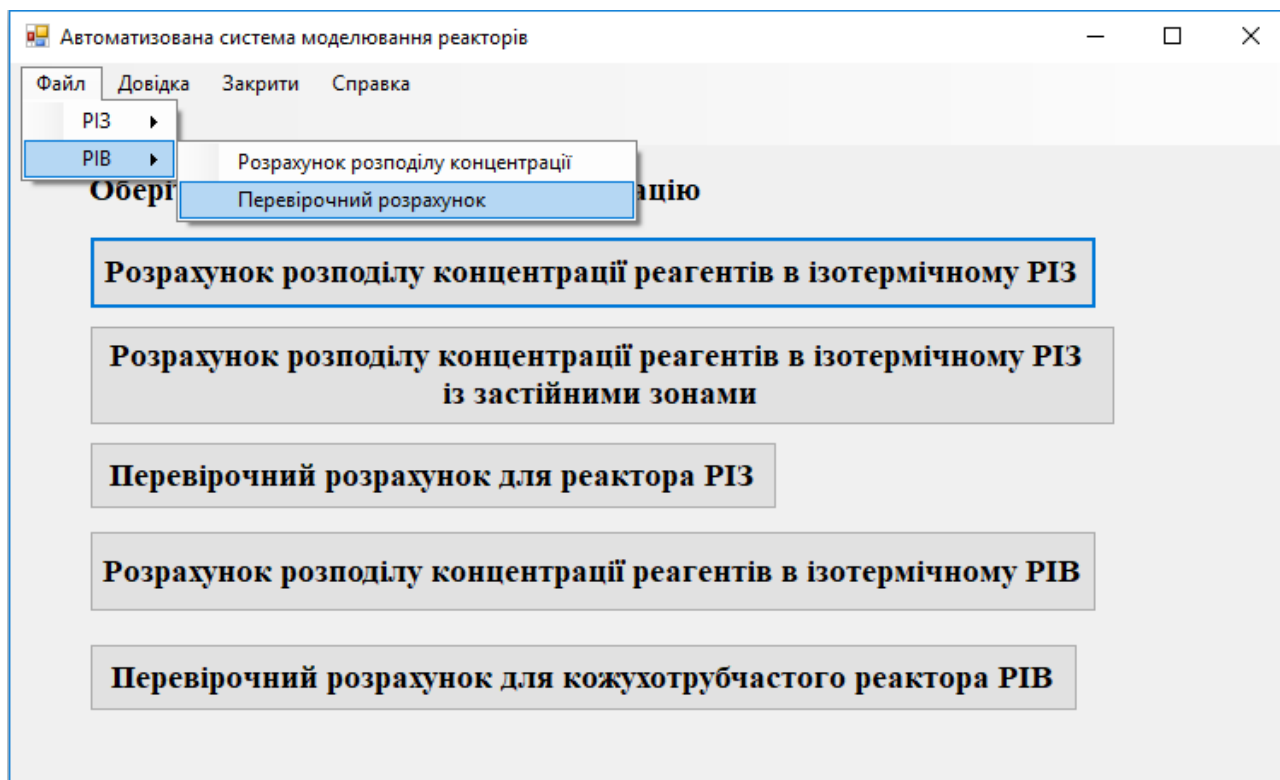 Автоматизована система моделювання реакторів
Файл Довідка Закрити Справка
РІЗ
РІВ
Розрахунок розподілу концентрації
Перевірочний розрахунок
Розрахунок розподілу концентрації реагентів в ізотермічному РІЗ
Розрахунок розподілу концентрації реагентів в ізотермічному РІЗ
із застійними зонами
Перевірочний розрахунок для реактора РІЗ
Розрахунок розподілу концентрації реагентів в ізотермічному РІВ
Перевірочний розрахунок для кожухотрубчастого реактора РІВ